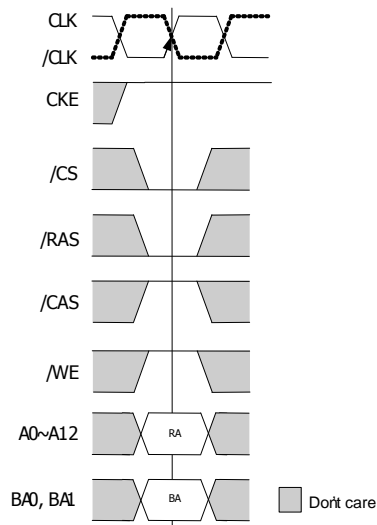 CLK
/CLK
CKE
/CS
/RAS
/CAS
/WE
A0~A12
RA
BA0, BA1
BA
Don't care